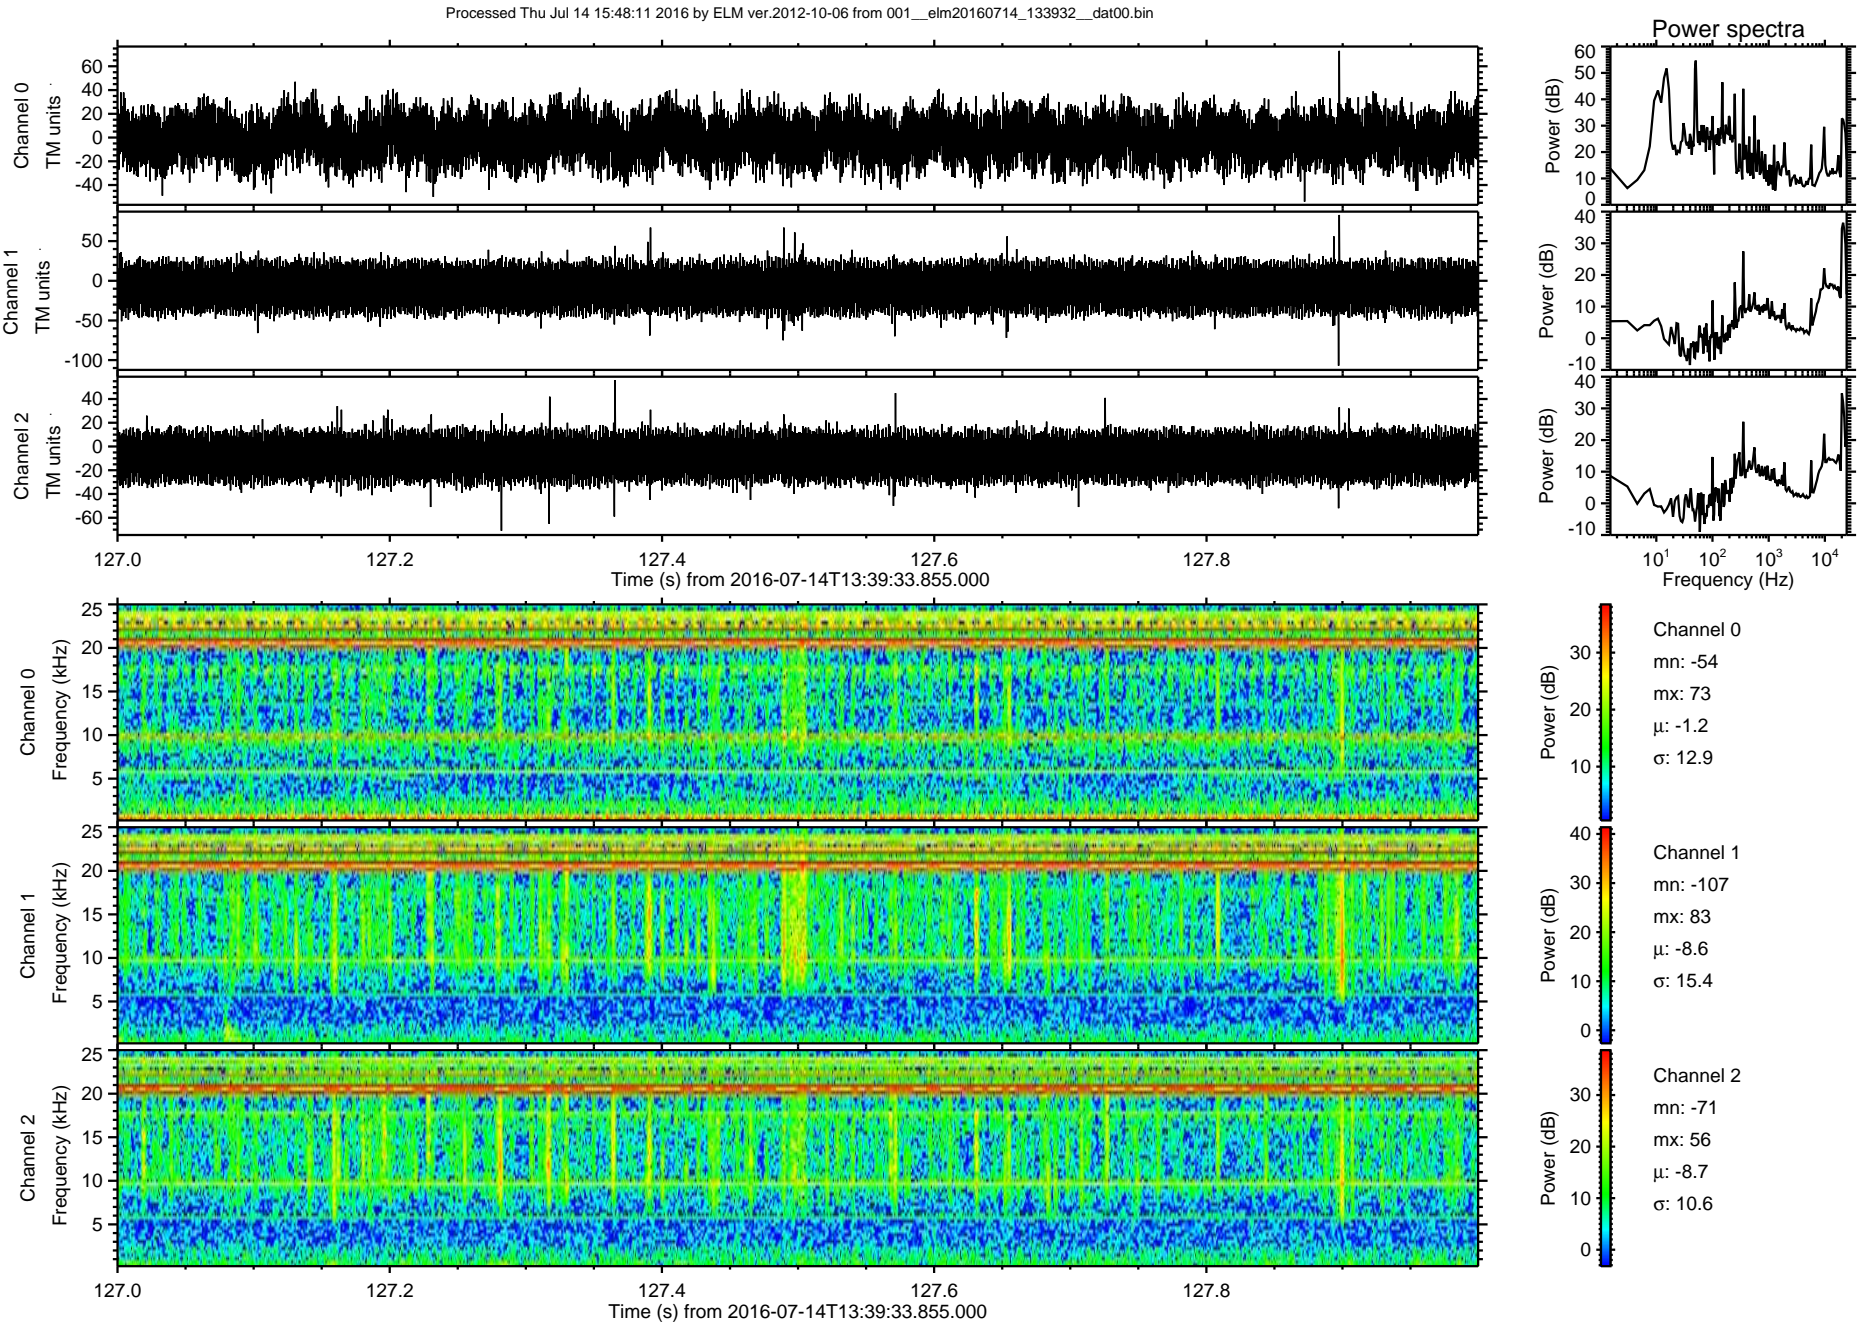 Processed Thu Jul 14 15:48:11 2016 by ELM ver.2012-10-06 from 001__elm20160714_133932__dat00.bin
Power spectra
Channel 0
TM units
60
40
20
0
-20
-40
Power (dB)
60
50
40
30
20
10
0
Channel 1
TM units
50
0
-50
-100
Power (dB)
40
30
20
10
0
-10
Channel 2
TM units
40
20
0
-20
-40
-60
Power (dB)
40
30
20
10
0
-10
127.0 127.2 127.4 127.6 127.8
Time (s) from 2016-07-14T13:39:33.855.000
10^1 10^2 10^3 10^4
Frequency (Hz)
Channel 0
Frequency (kHz)
25
20
15
10
5
Power (dB)
30
20
10
Channel 0
mn: -54
mx: 73
µ: -1.2
σ: 12.9
Channel 1
Frequency (kHz)
25
20
15
10
5
Power (dB)
40
30
20
10
0
Channel 1
mn: -107
mx: 83
µ: -8.6
σ: 15.4
Channel 2
Frequency (kHz)
25
20
15
10
5
Power (dB)
30
20
10
0
Channel 2
mn: -71
mx: 56
µ: -8.7
σ: 10.6
127.0 127.2 127.4 127.6 127.8
Time (s) from 2016-07-14T13:39:33.855.000